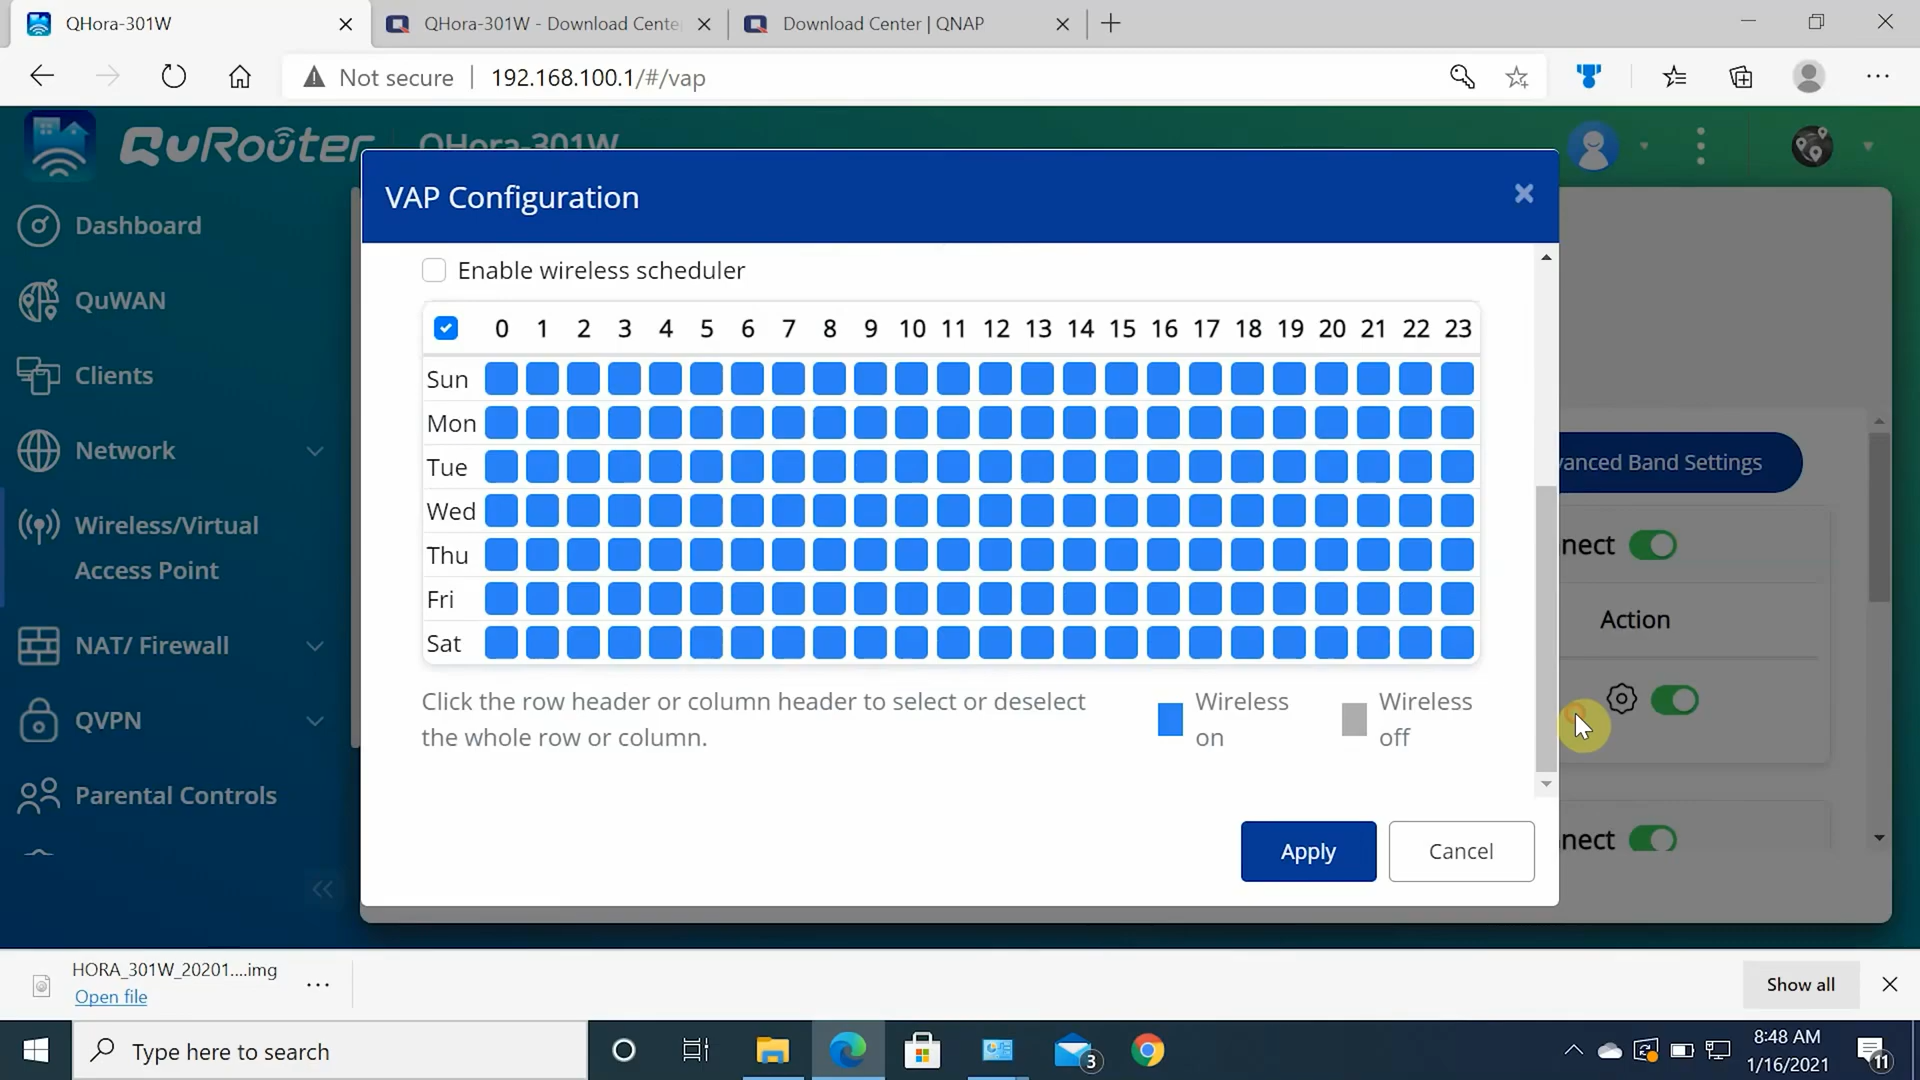 QHora-301W
QHora-301W - Download Cente
Download Center | QNAP
Not secure
192.168.100.1/#/vap
QuRouter
QHora-301W
Dashboard
QuWAN
Clients
Network
Wireless/Virtual
Access Point
NAT/ Firewall
QVPN
Parental Controls
VAP Configuration
Enable wireless scheduler
0 1 2 3 4 5 6 7 8 9 10 11 12 13 14 15 16 17 18 19 20 21 22 23
Sun
Mon
Tue
Wed
Thu
Fri
Sat
Click the row header or column header to select or deselect
the whole row or column.
Wireless
on
Wireless
off
Apply
Cancel
vanced Band Settings
nect
Action
nect
HORA_301W_20201....img
Open file
Show all
Type here to search
3
8:48 AM
1/16/2021
11